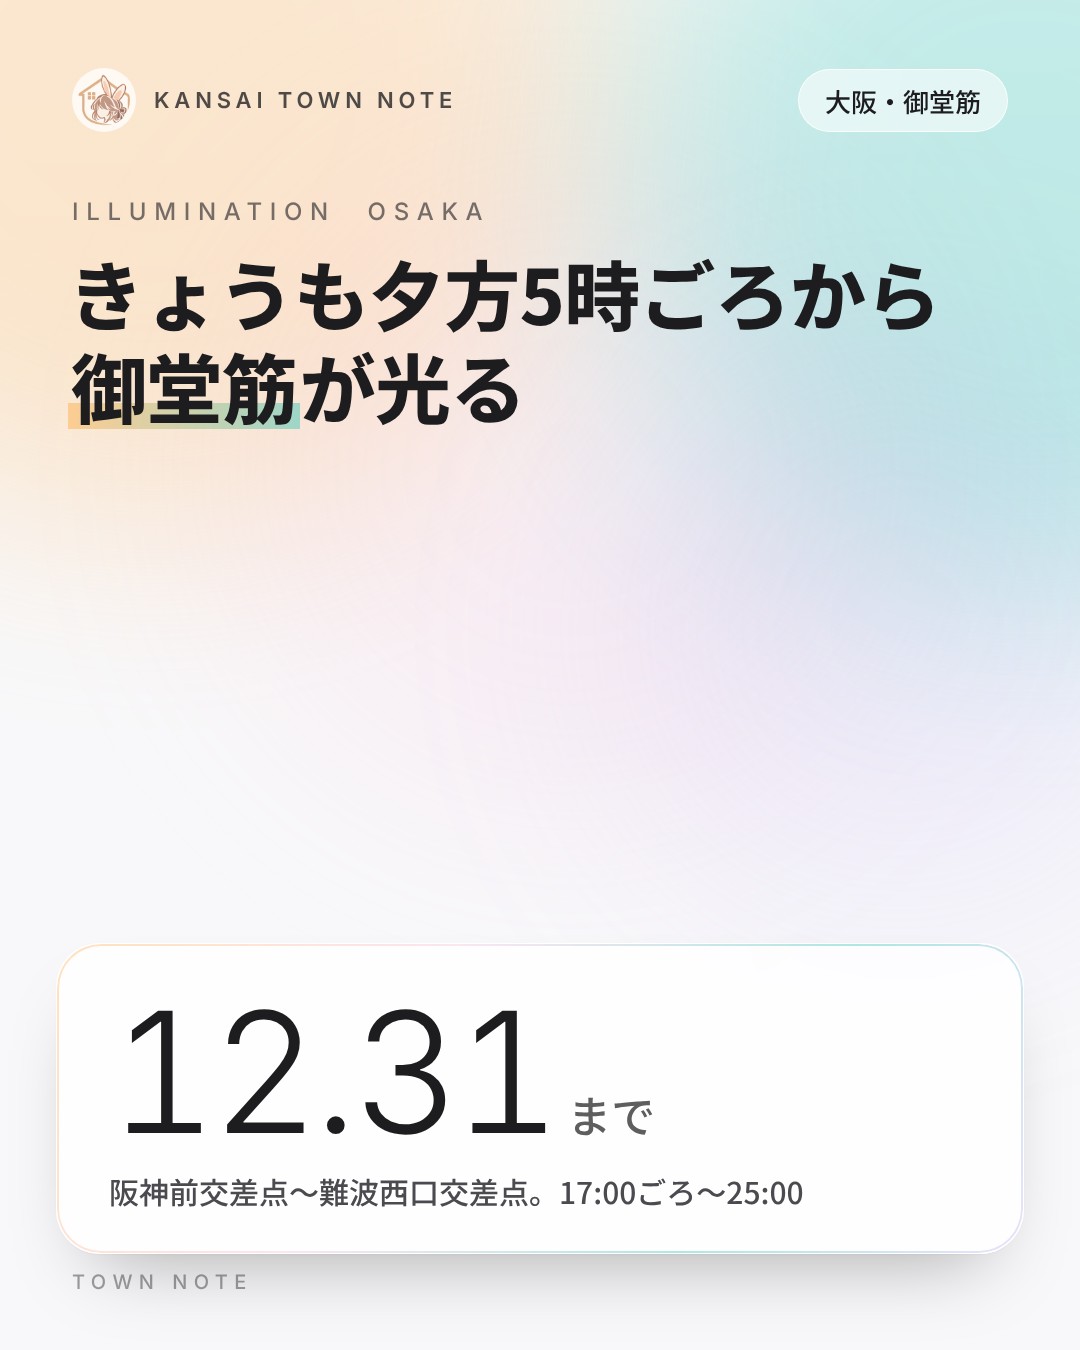 KANSAI TOWN NOTE
大阪・御堂筋
ILLUMINATION OSAKA
きょうも夕方5時ごろから
御堂筋が光る
12.31 まで
阪神前交差点〜難波西口交差点。17:00ごろ〜25:00
TOWN NOTE